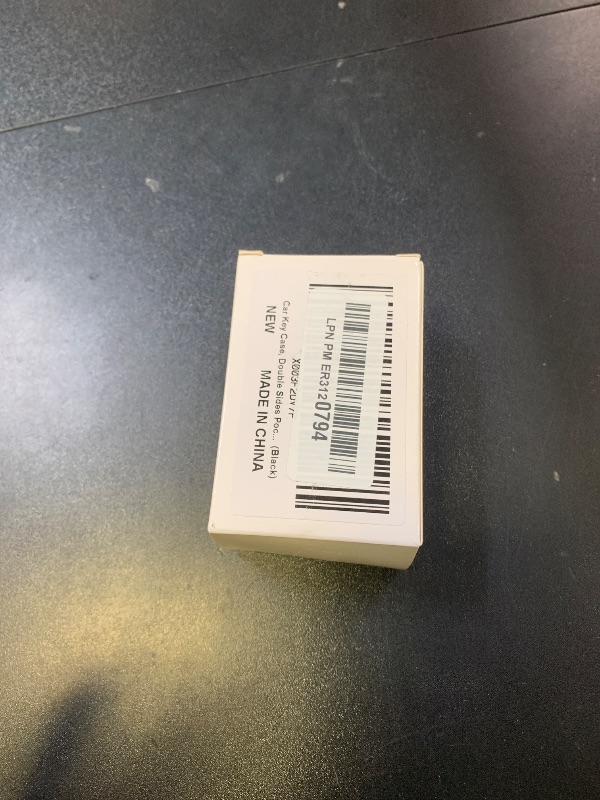 LPN PM ER3120794
Car Key Case, Double Sides Poc... (Black)
NEW
MADE IN CHINA